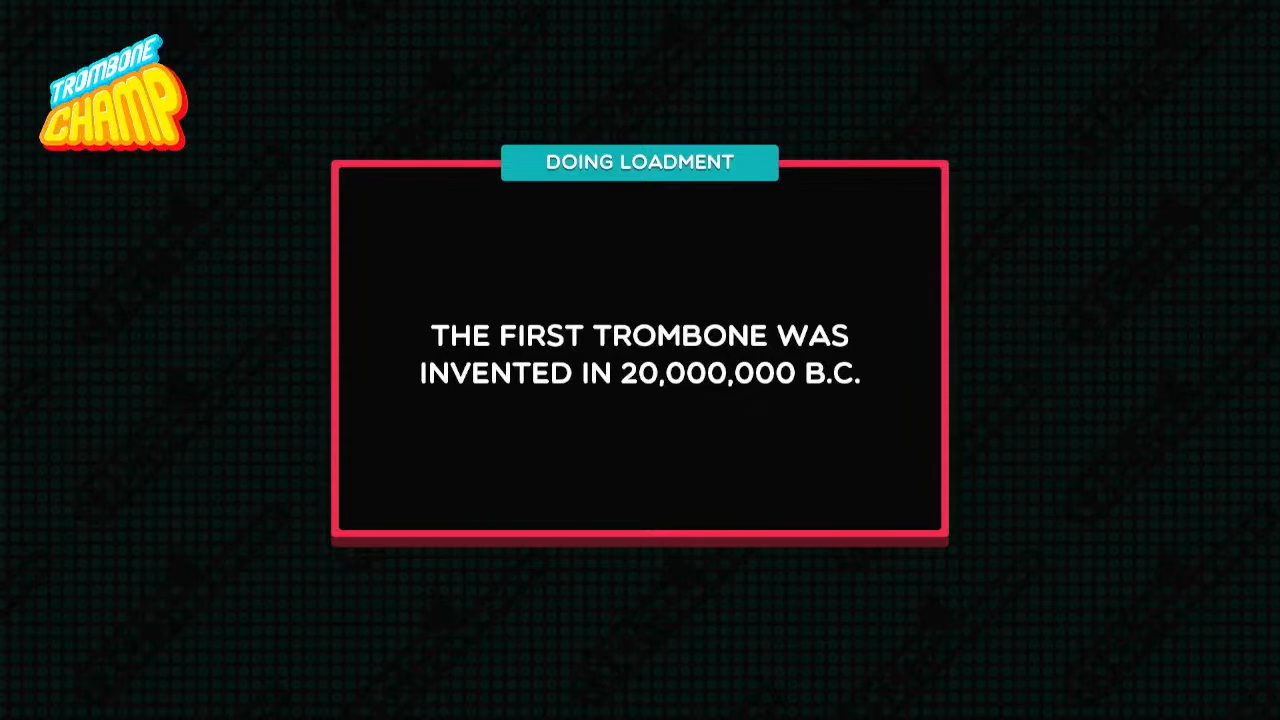 TROMBONE
CHAMP
DOING LOADMENT
THE FIRST TROMBONE WAS
INVENTED IN 20,000,000 B.C.